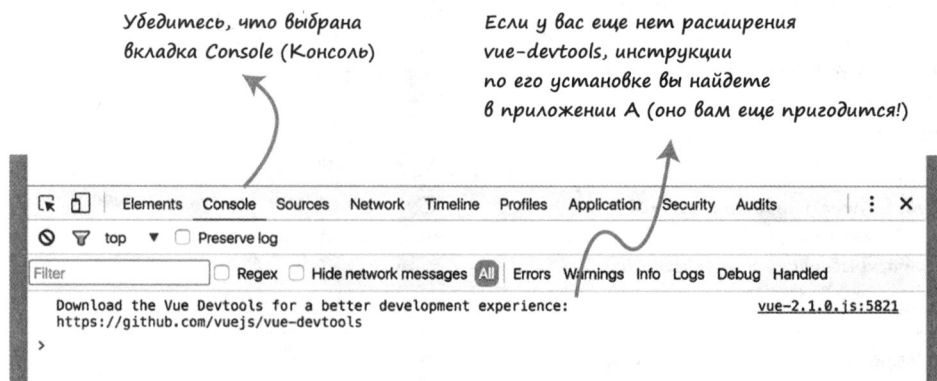 Убедитесь, что выбрана
вкладка Console (Консоль)
Если у вас еще нет расширения
vue-devtools, инструкции
по его установке вы найдете
в приложении А (оно вам еще пригодится!)
Elements Console Sources Network Timeline Profiles Application Security Audits
top Preserve log
Filter Regex Hide network messages All Errors Warnings Info Logs Debug Handled
Download the Vue Devtools for a better development experience: vue-2.1.0.js:5821
https://github.com/vuejs/vue-devtools
>